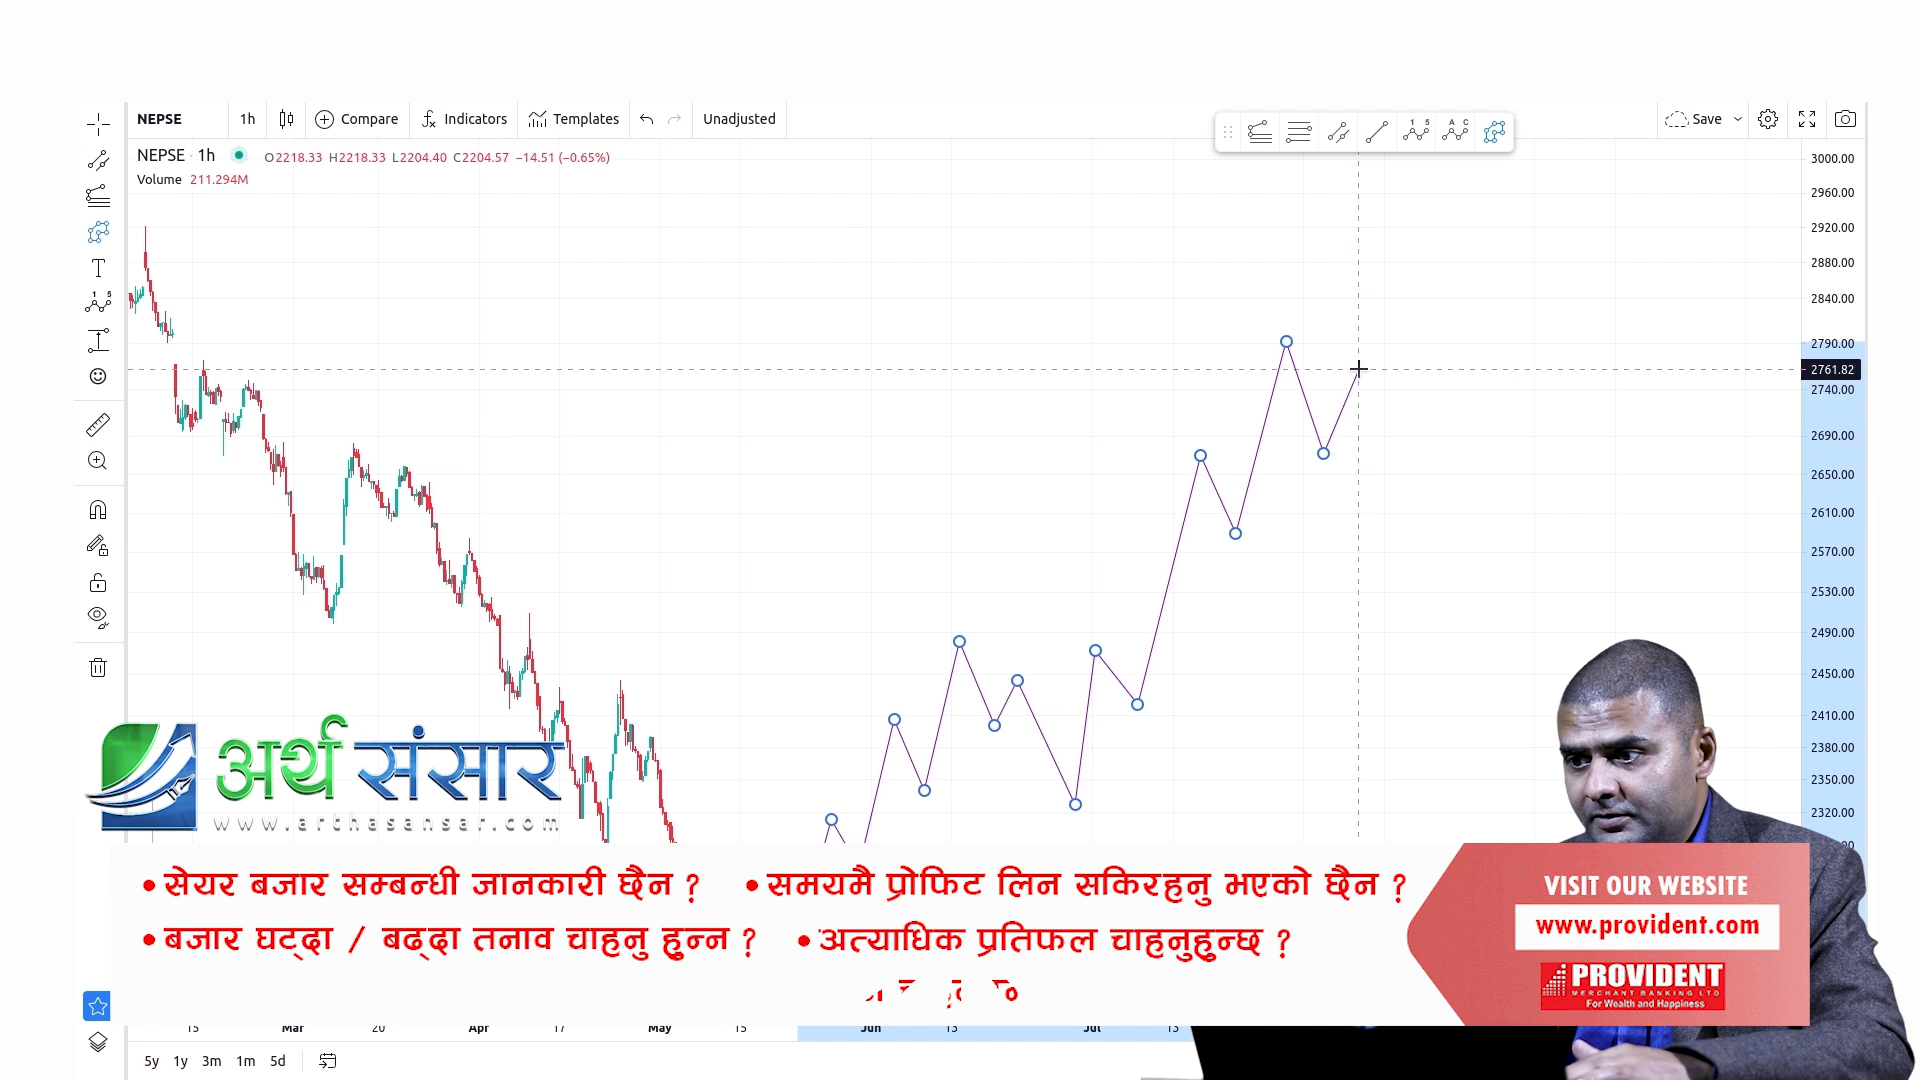 NEPSE 1h Compare Indicators Templates Unadjusted Save
NEPSE · 1h O2218.33 H2218.33 L2204.40 C2204.57 −14.51 (−0.65%)
Volume 211.294M
3000.00
2960.00
2920.00
2880.00
2840.00
2790.00
2761.82
2740.00
2690.00
2650.00
2610.00
2570.00
2530.00
2490.00
2450.00
2410.00
2380.00
2350.00
2320.00
अर्थ संसार
www.arthasansar.com
• सेयर बजार सम्बन्धी जानकारी छैन ? • समयमै प्रोफिट लिन सकिरहनु भएको छैन ?
• बजार घट्दा / बढ्दा तनाव चाहनु हुन्न ? • अत्याधिक प्रतिफल चाहनुहुन्छ ?
VISIT OUR WEBSITE
www.provident.com
PROVIDENT
MERCHANT BANKING LTD
For Wealth and Happiness
15 Mar 20 Apr 17 May 15 Jun 13 Jul 13
5y 1y 3m 1m 5d